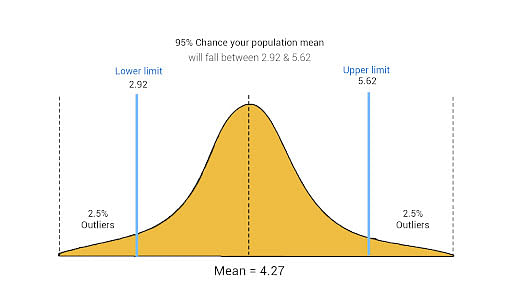 95% Chance your population mean
will fall between 2.92 & 5.62
Lower limit
2.92
Upper limit
5.62
2.5%
Outliers
2.5%
Outliers
Mean = 4.27